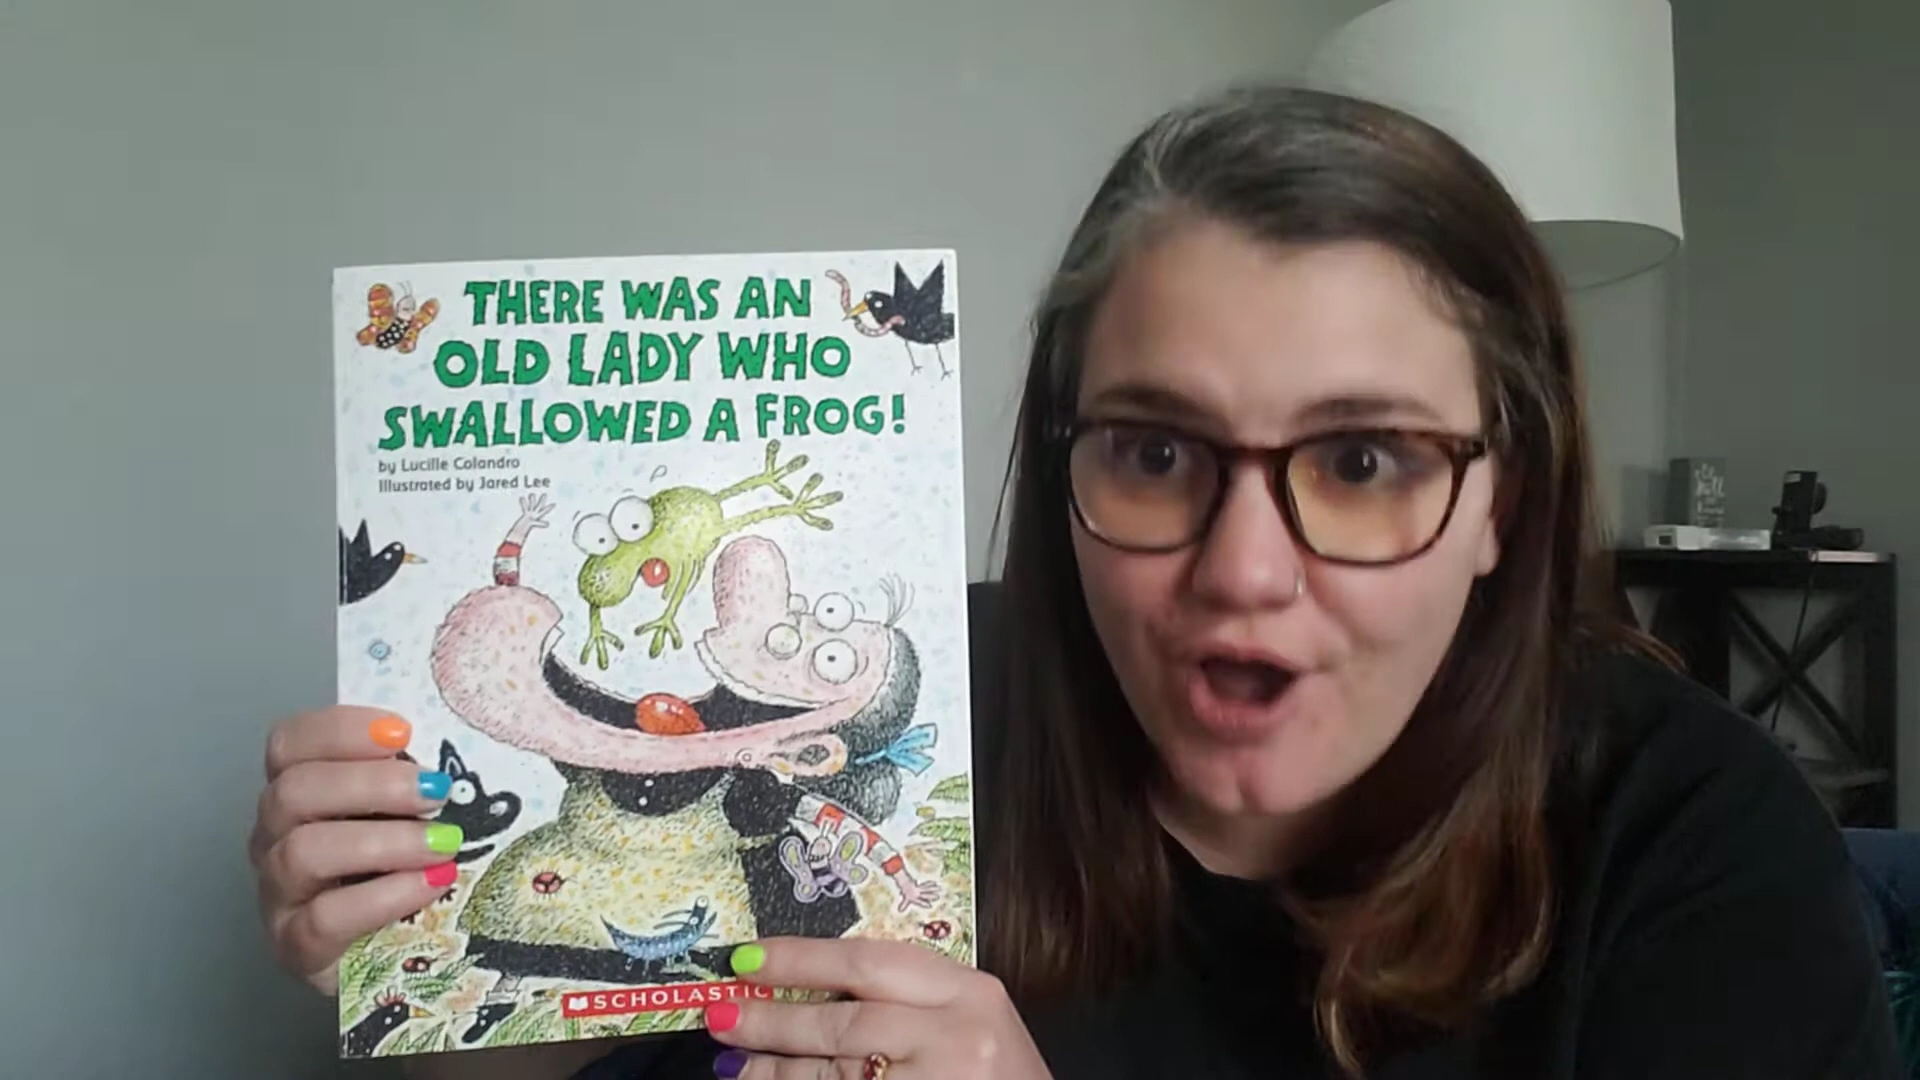 THERE WAS AN
OLD LADY WHO
SWALLOWED A FROG!
by Lucille Colandro
Illustrated by Jared Lee
SCHOLASTIC